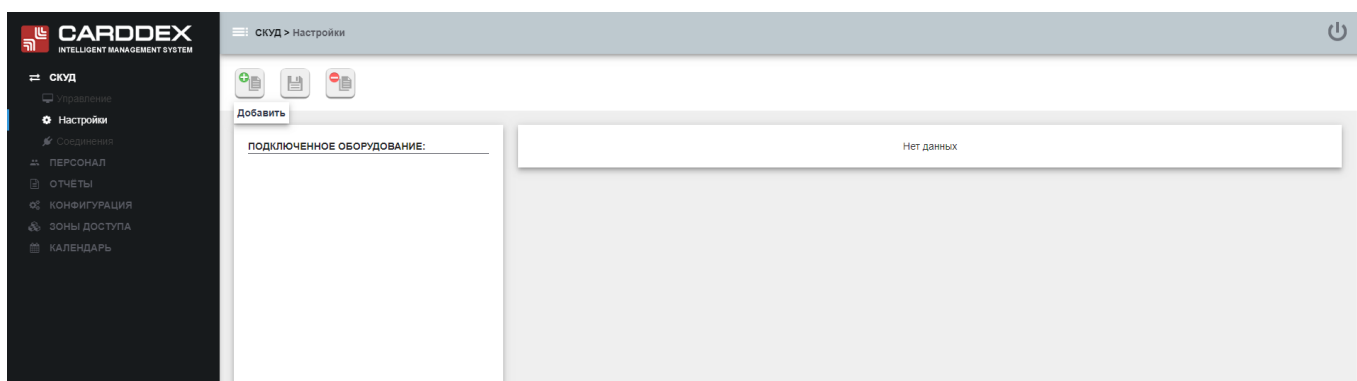 CARDDEX
INTELLIGENT MANAGEMENT SYSTEM
СКУД > Настройки
СКУД
Управление
Настройки
Соединения
ПЕРСОНАЛ
ОТЧЁТЫ
КОНФИГУРАЦИЯ
ЗОНЫ ДОСТУПА
КАЛЕНДАРЬ
Добавить
ПОДКЛЮЧЕННОЕ ОБОРУДОВАНИЕ:
Нет данных